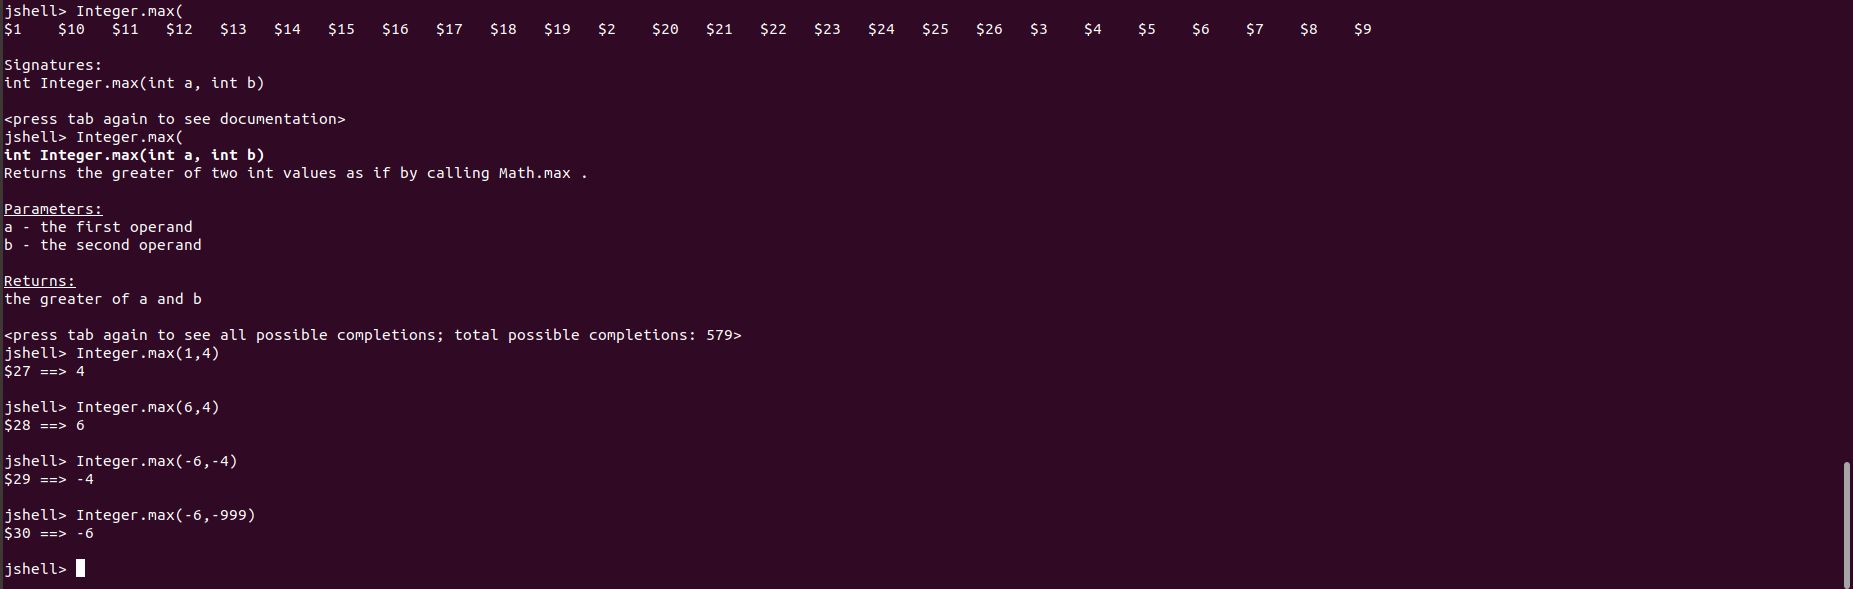 jshell> Integer.max(
$1 $10 $11 $12 $13 $14 $15 $16 $17 $18 $19 $2 $20 $21 $22 $23 $24 $25 $26 $3 $4 $5 $6 $7 $8 $9
Signatures:
int Integer.max(int a, int b)
<press tab again to see documentation>
jshell> Integer.max(
int Integer.max(int a, int b)
Returns the greater of two int values as if by calling Math.max .
Parameters:
a - the first operand
b - the second operand
Returns:
the greater of a and b
<press tab again to see all possible completions; total possible completions: 579>
jshell> Integer.max(1,4)
$27 ==> 4
jshell> Integer.max(6,4)
$28 ==> 6
jshell> Integer.max(-6,-4)
$29 ==> -4
jshell> Integer.max(-6,-999)
$30 ==> -6
jshell>